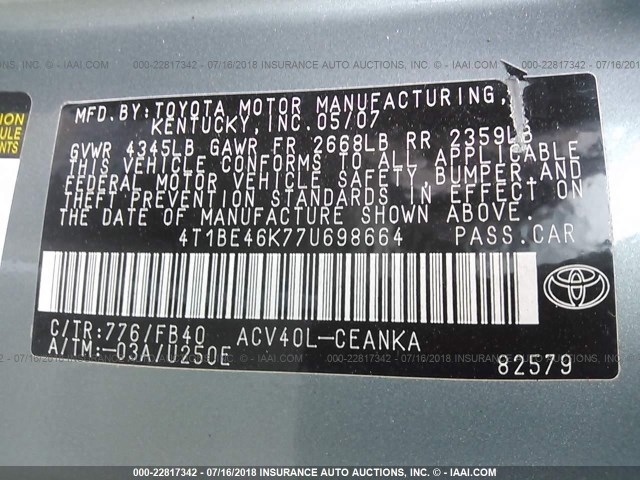 000-22817342 - 07/16/2018 - INSURANCE AUTO AUCTIONS - © IAAI.COM
MFD.BY:TOYOTA MOTOR MANUFACTURING,
KENTUCKY,INC.05/07
GVWR 4345LB GAWR FR 2668LB RR 2359LB
THIS VEHICLE CONFORMS TO ALL APPLICABLE
FEDERAL MOTOR VEHICLE SAFETY,BUMPER,AND
THEFT PREVENTION STANDARDS IN EFFECT ON
THE DATE OF MANUFACTURE SHOWN ABOVE.
4T1BE46K77U698664 PASS.CAR
C/TR:776/FB40 ACV40L-CEANKA
A/TM:-03A/U250E
82579
000-22817342 - 07/16/2018 - INSURANCE AUTO AUCTIONS - © IAAI.COM